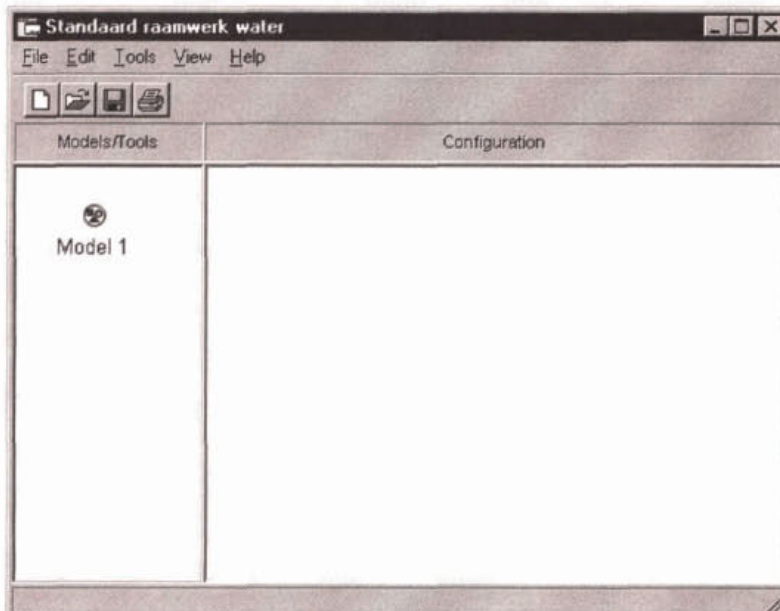 Standaard raamwerk water
File Edit Tools View Help
Models/Tools Configuration
Model 1